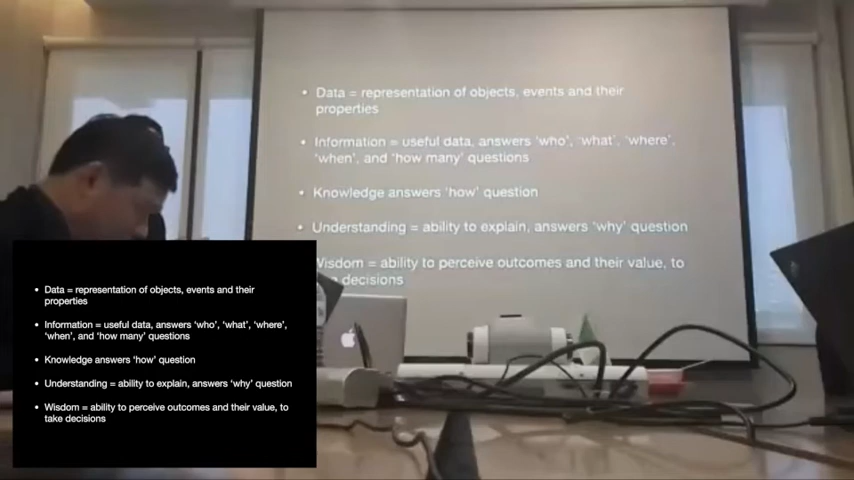 • Data = representation of objects, events and their
properties
• Information = useful data, answers ‘who’, ‘what’, ‘where’,
‘when’, and ‘how many’ questions
• Knowledge answers ‘how’ question
• Understanding = ability to explain, answers ‘why’ question
Wisdom = ability to perceive outcomes and their value, to
decisions
• Data = representation of objects, events and their
properties
• Information = useful data, answers ‘who’, ‘what’, ‘where’,
‘when’, and ‘how many’ questions
• Knowledge answers ‘how’ question
• Understanding = ability to explain, answers ‘why’ question
• Wisdom = ability to perceive outcomes and their value, to
take decisions